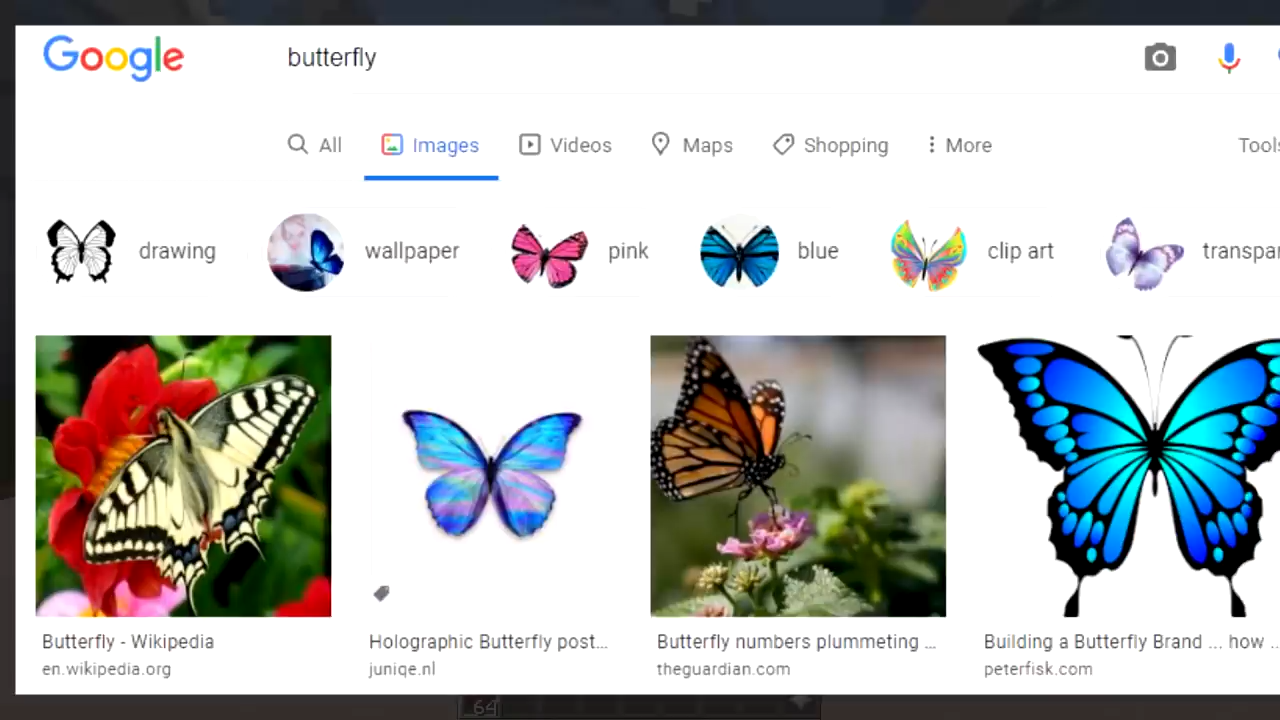 Google
butterfly
All Images Videos Maps Shopping More Tools
drawing wallpaper pink blue clip art transpar
Butterfly - Wikipedia
en.wikipedia.org
Holographic Butterfly post...
juniqe.nl
Butterfly numbers plummeting ...
theguardian.com
Building a Butterfly Brand ... how ...
peterfisk.com
64